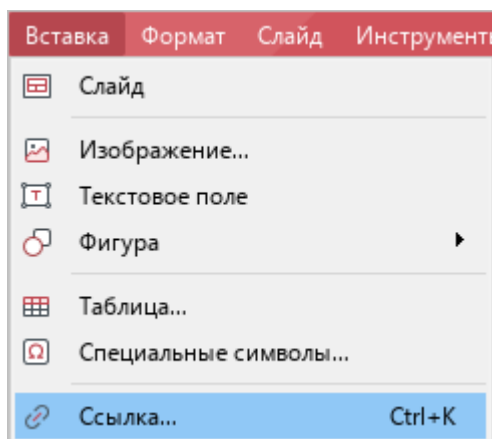 Вставка Формат Слайд
Слайд
Изображение...
Текстовое поле
Фигура
Таблица...
Специальные символы...
Ссылка... Ctrl+K